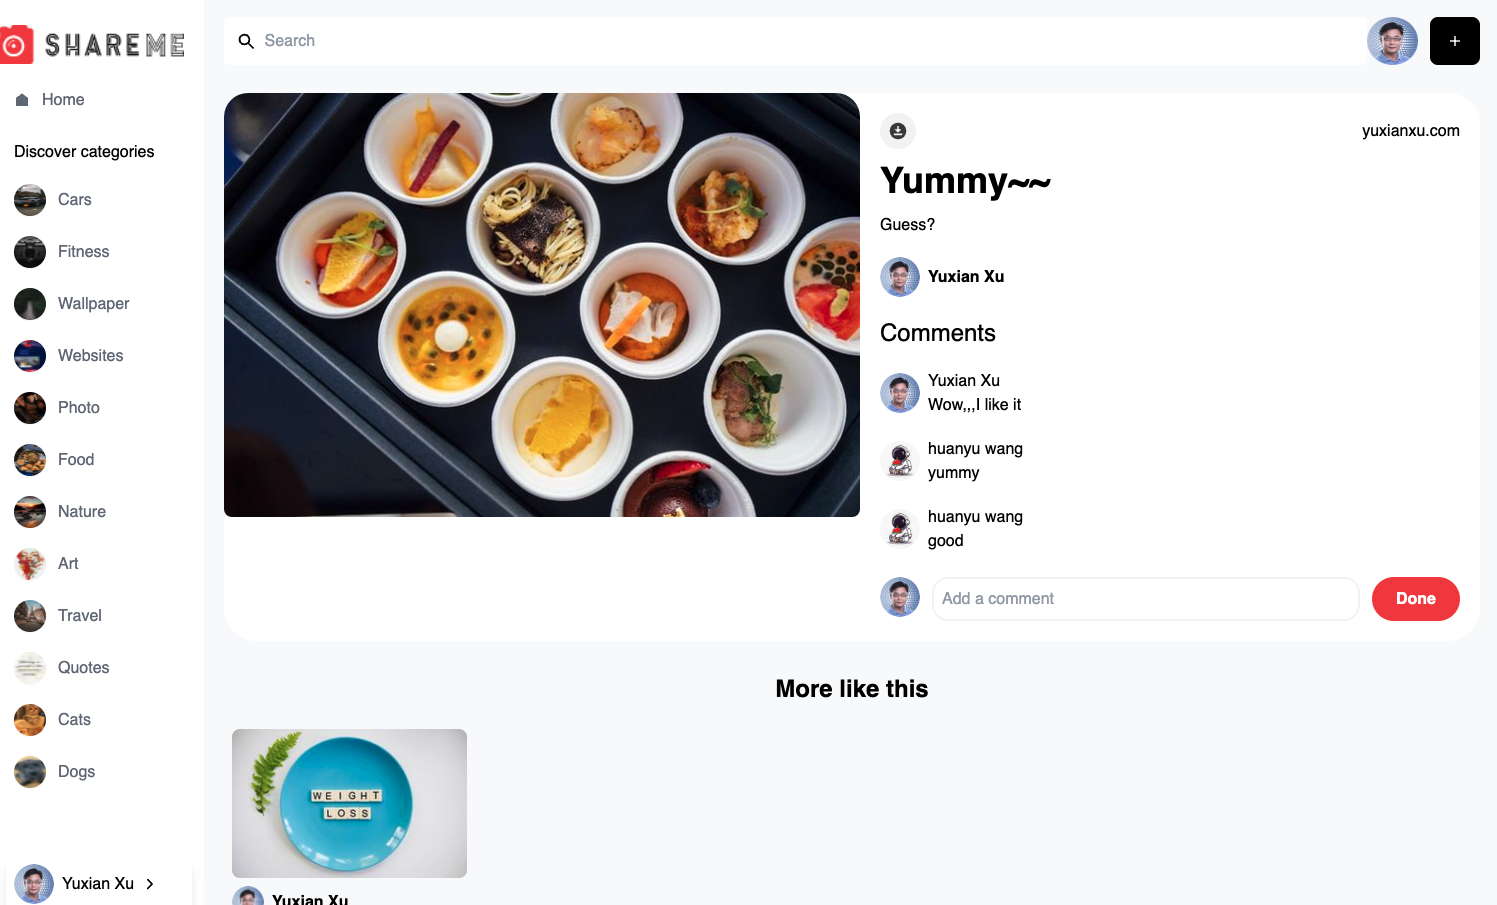 SHAREME
Search
+
Home
Discover categories
Cars
Fitness
Wallpaper
Websites
Photo
Food
Nature
Art
Travel
Quotes
Cats
Dogs
Yuxian Xu
yuxianxu.com
Yummy~~
Guess?
Yuxian Xu
Comments
Yuxian Xu
Wow,,,I like it
huanyu wang
yummy
huanyu wang
good
Add a comment
Done
More like this
WEIGHT
LOSS
Yuxian Xu